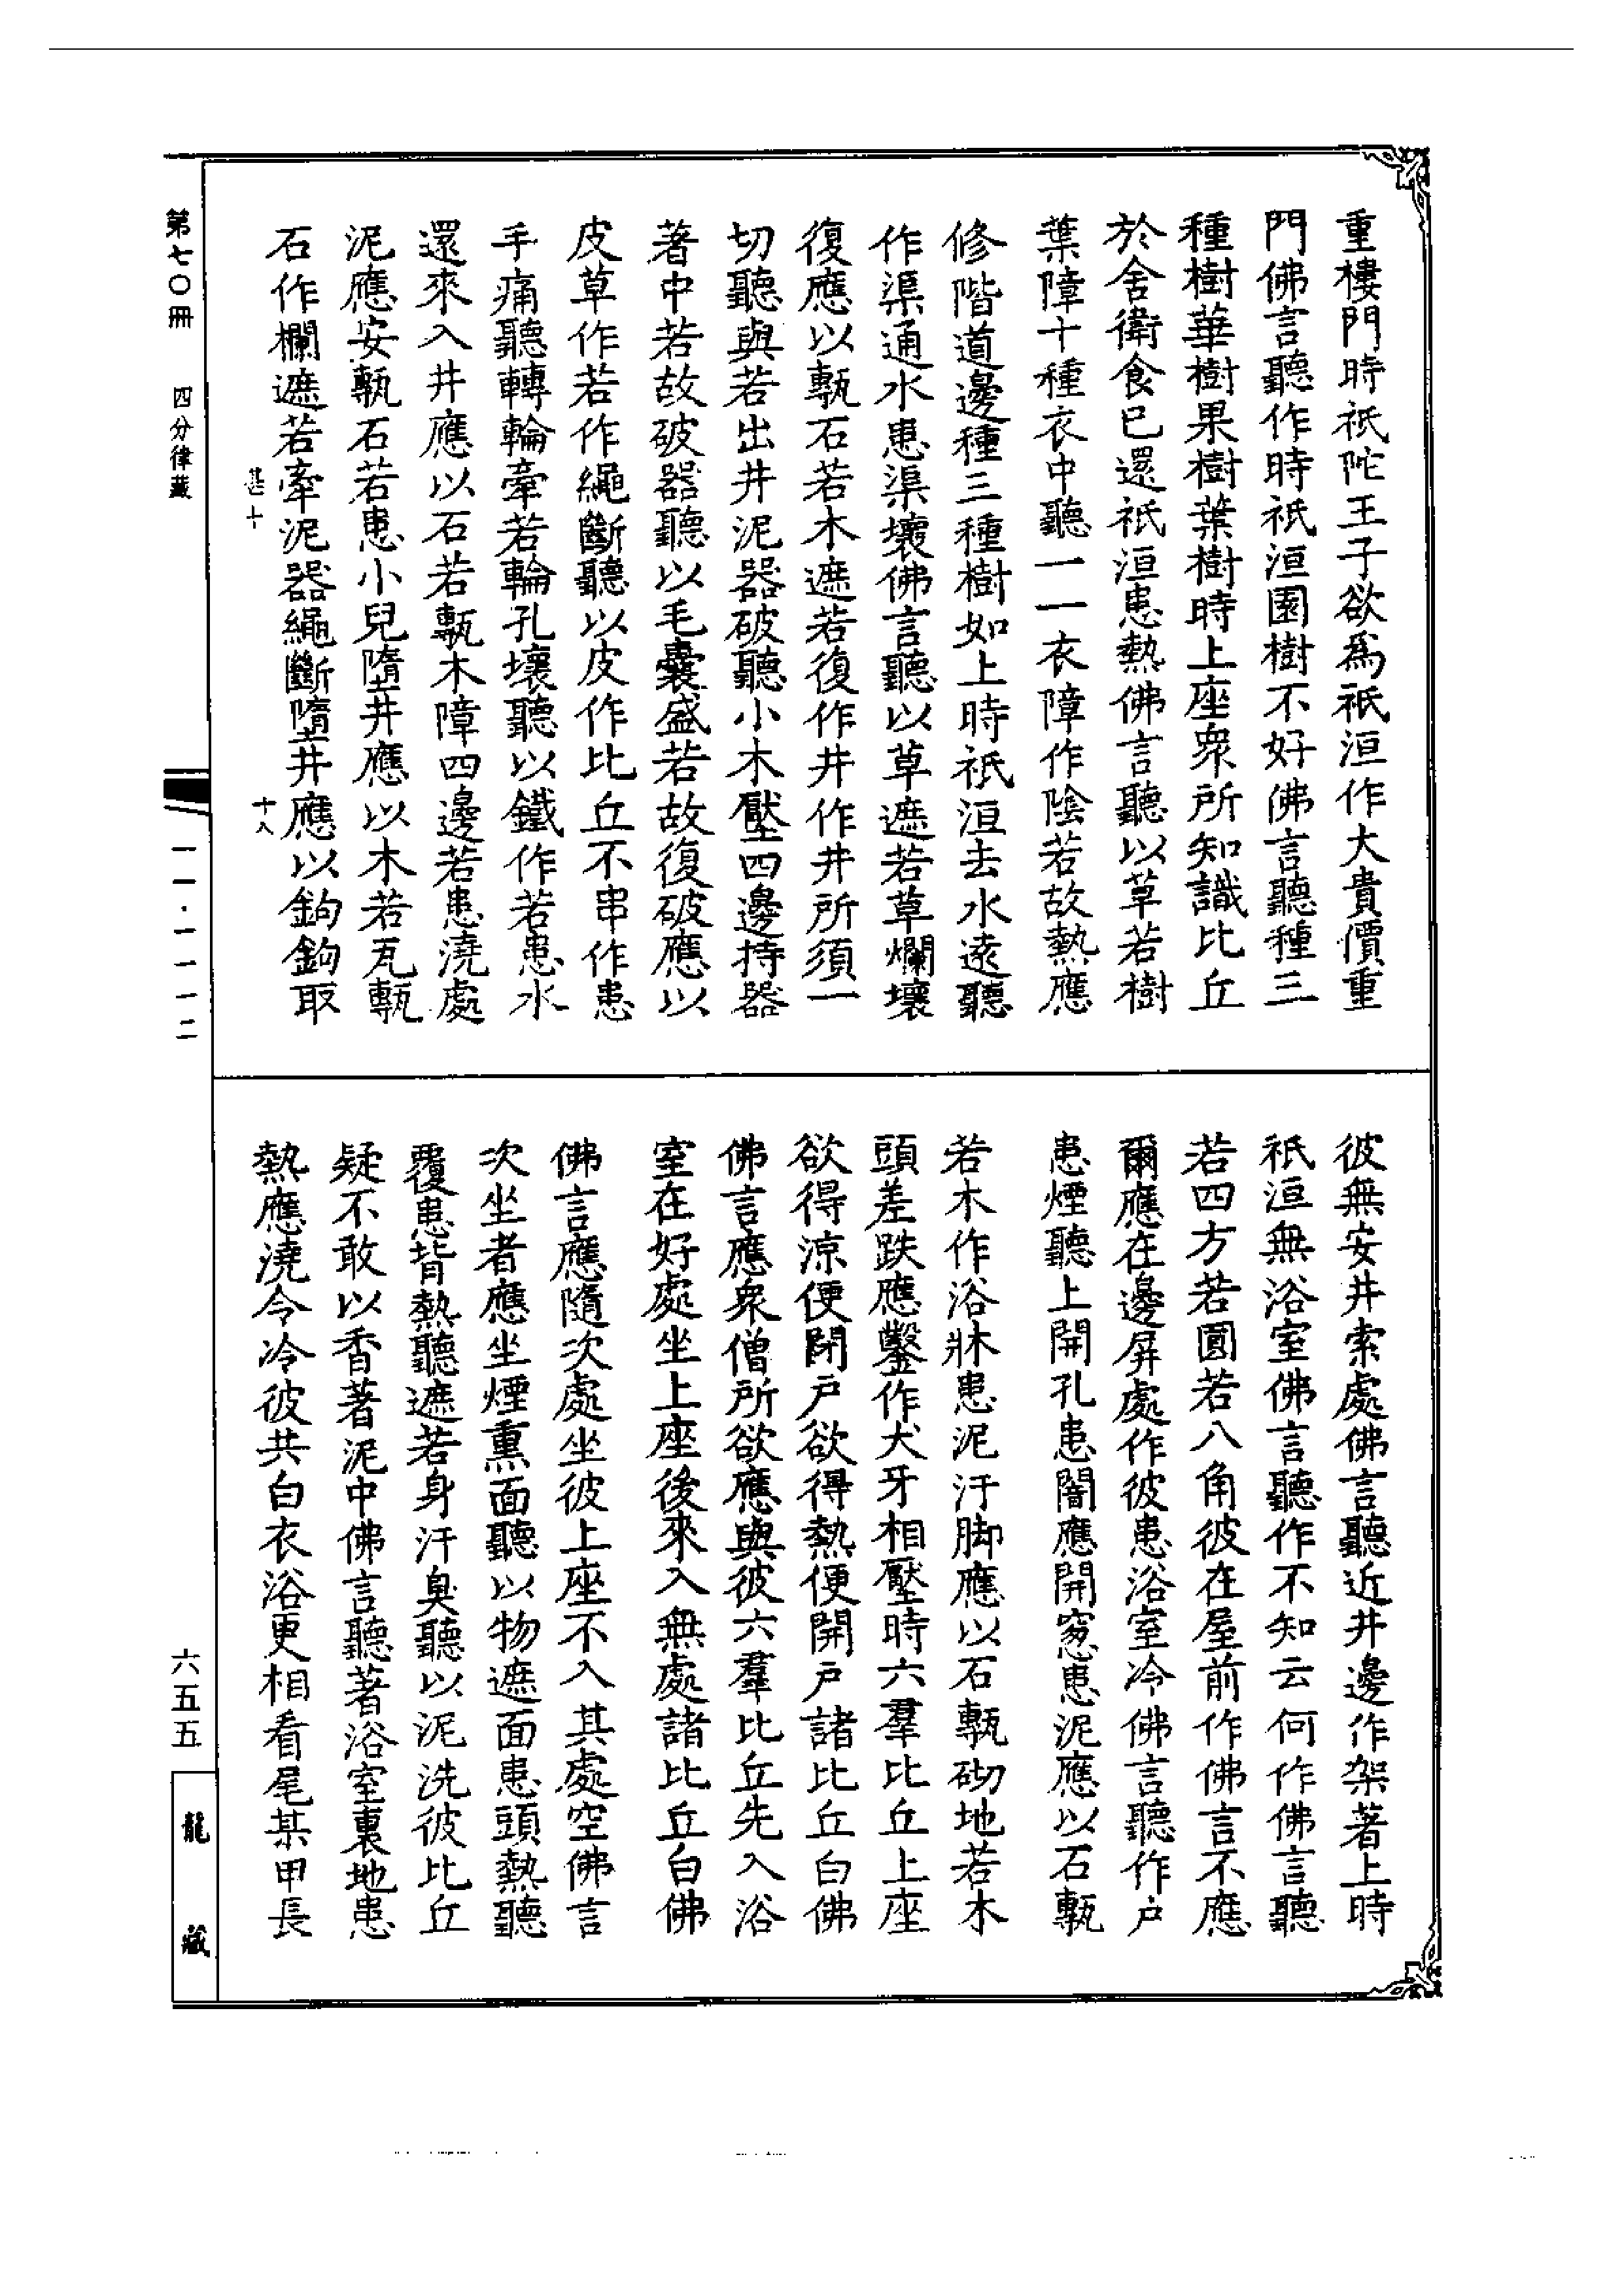 重樓門時祇陀王子欲為祇洹作大貴價重
門佛言聽作時祇洹園樹不好佛言聽種三
種樹華樹果樹葉樹時上座眾所知識比丘
於舍衛食已還祇洹患熱佛言聽以草若樹
葉障十種衣中聽一一衣障作陰若故熱應
修階道邊種三種樹如上時祇洹去水遠聽
作渠通水患渠壞佛言聽以草遮若草爛壞
復應以甎石若木遮若復作井作井所須一
切聽與若出井泥器破聽小木壓四邊持器
著中若故破器聽以毛囊盛若故復破應以
皮草作若作繩斷聽以皮作比丘不串作患
手痛聽轉輪牽若輪孔壞聽以鐵作若患水
還來入井應以石若甎木障四邊若患澆處
泥應安甎石若患小兒墮井應以木若瓦甎
石作欄遮若牽泥器繩斷墮井應以鉤鉤取
彼無安井索處佛言聽近井邊作架著上時
祇洹無浴室佛言聽作不知云何作佛言聽
若四方若圓若八角彼在屋前作佛言不應
爾應在邊屏處作彼患浴室冷佛言聽作戶
患煙聽上開孔患闇應開窓患泥應以石甎
若木作浴牀患泥汙脚應以石甎砌地若木
頭差跌應鑿作犬牙相壓時六羣比丘上座
欲得涼便閉戶欲得熱便開戶諸比丘白佛
佛言應眾僧所欲應與彼六羣比丘先入浴
室在好處坐上座後來入無處諸比丘白佛
佛言應隨次處坐彼上座不入其處空佛言
次坐者應坐煙熏面聽以物遮面患頭熱聽
覆患背熱聽遮若身汗臭聽以泥洗彼比丘
疑不敢以香著泥中佛言聽著浴室裏地患
熱應澆令冷彼共白衣浴更相看尾某甲長
甚十
十八
第七〇冊
四分律藏
一一·一一一二
六五五
龍藏